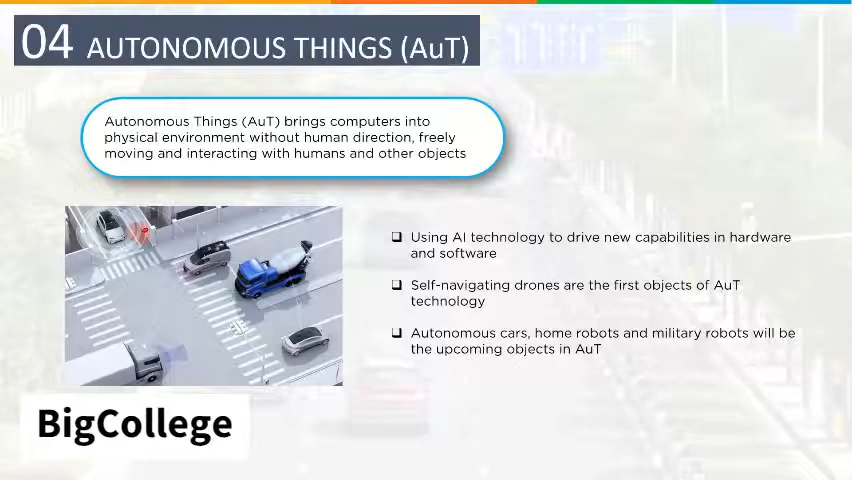 04 AUTONOMOUS THINGS (AuT)
Autonomous Things (AuT) brings computers into
physical environment without human direction, freely
moving and interacting with humans and other objects
Using AI technology to drive new capabilities in hardware
and software
Self-navigating drones are the first objects of AuT
technology
Autonomous cars, home robots and military robots will be
the upcoming objects in AuT
BigCollege